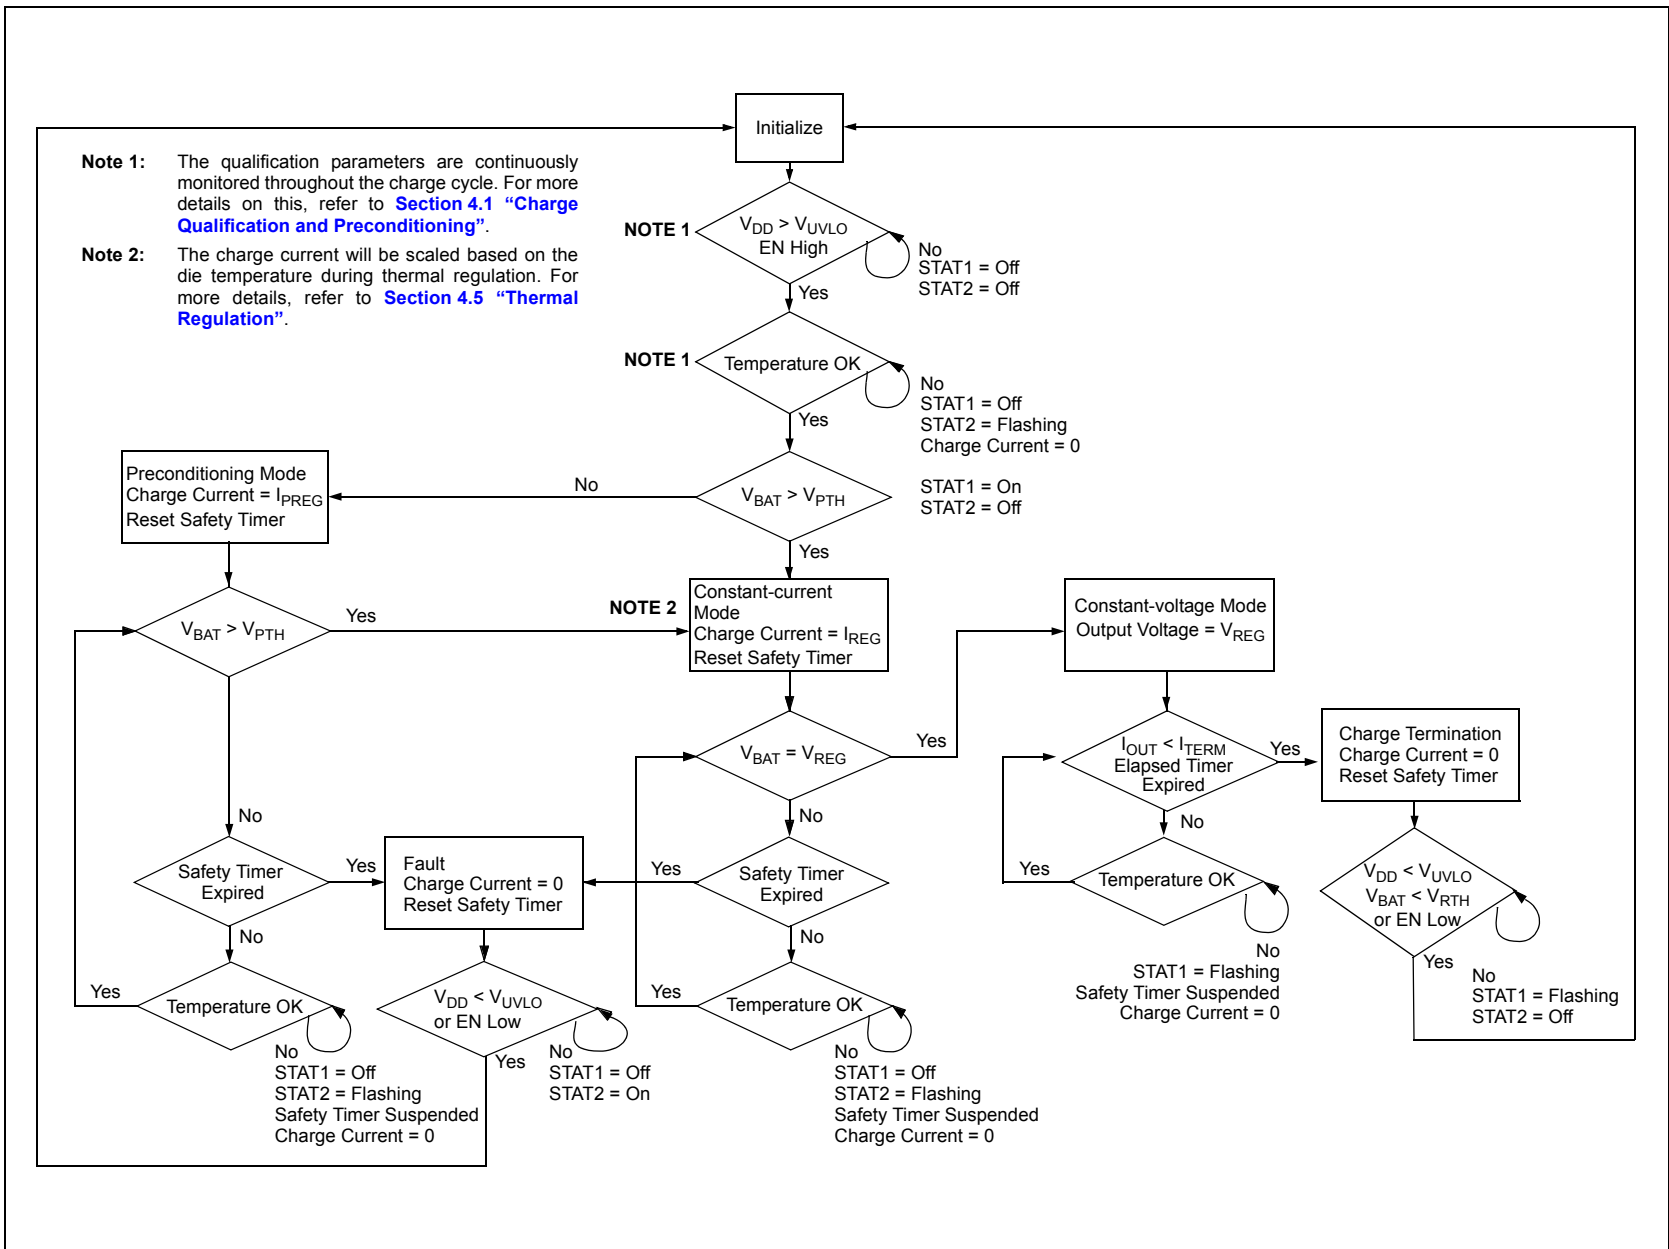 Initialize
Note 1: The qualification parameters are continuously
monitored throughout the charge cycle. For more
details on this, refer to Section 4.1 “Charge
Qualification and Preconditioning”.
Note 2: The charge current will be scaled based on the
die temperature during thermal regulation. For
more details, refer to Section 4.5 “Thermal
Regulation”.
NOTE 1
VDD > VUVLO
EN High
No
STAT1 = Off
STAT2 = Off
Yes
NOTE 1
Temperature OK
No
STAT1 = Off
STAT2 = Flashing
Charge Current = 0
Yes
VBAT > VPTH
STAT1 = On
STAT2 = Off
No
Yes
Preconditioning Mode
Charge Current = IPREG
Reset Safety Timer
VBAT > VPTH
Yes
No
Safety Timer
Expired
Yes
No
Temperature OK
Yes
No
STAT1 = Off
STAT2 = Flashing
Safety Timer Suspended
Charge Current = 0
Fault
Charge Current = 0
Reset Safety Timer
VDD < VUVLO
or EN Low
Yes
No
STAT1 = Off
STAT2 = On
NOTE 2
Constant-current
Mode
Charge Current = IREG
Reset Safety Timer
VBAT = VREG
Yes
No
Safety Timer
Expired
Yes
No
Temperature OK
Yes
No
STAT1 = Off
STAT2 = Flashing
Safety Timer Suspended
Charge Current = 0
Constant-voltage Mode
Output Voltage = VREG
IOUT < ITERM
Elapsed Timer
Expired
Yes
No
Temperature OK
Yes
No
STAT1 = Flashing
Safety Timer Suspended
Charge Current = 0
Charge Termination
Charge Current = 0
Reset Safety Timer
VDD < VUVLO
VBAT < VRTH
or EN Low
Yes
No
STAT1 = Flashing
STAT2 = Off